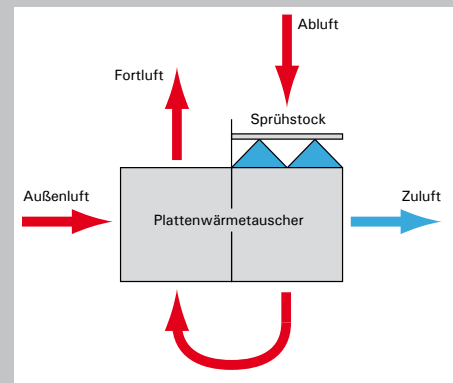 Abluft
Fortluft
Sprühstock
Außenluft
Zuluft
Plattenwärmetauscher